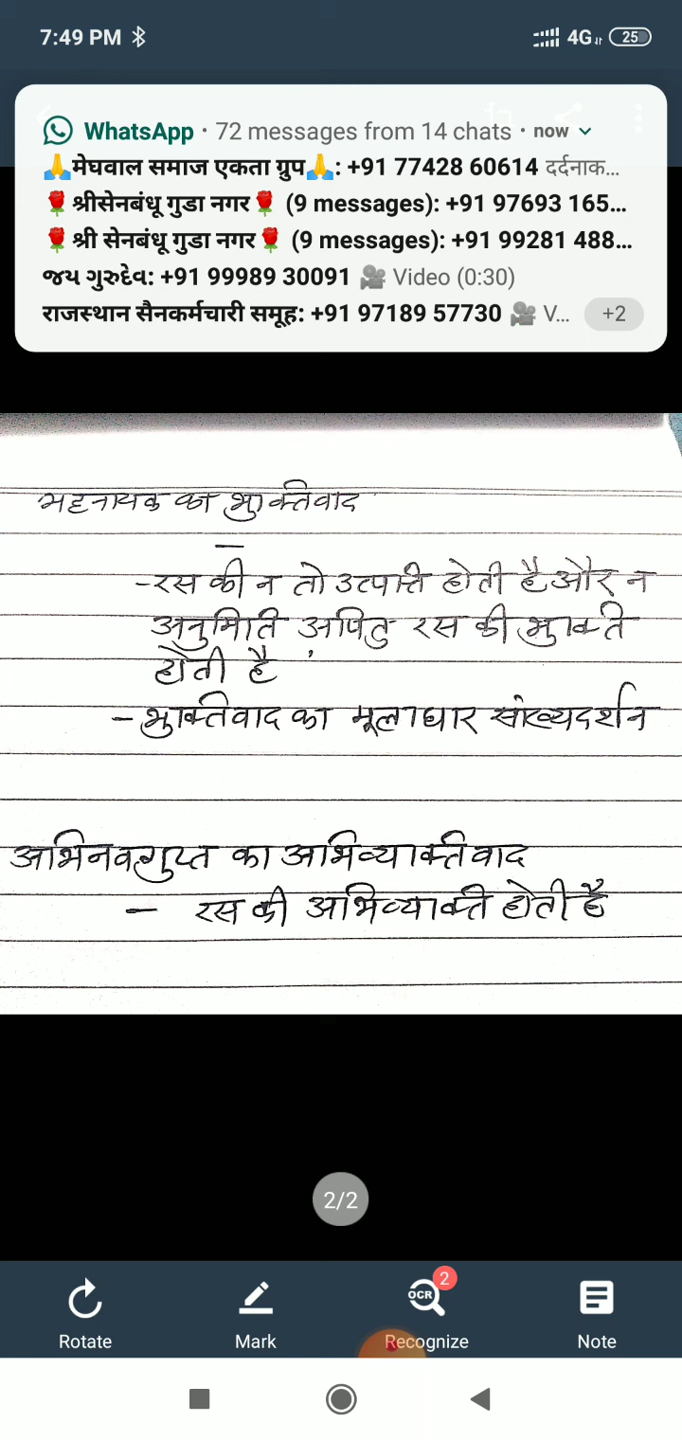 7:49 PM 4G 25
WhatsApp • 72 messages from 14 chats • now
🙏मेघवाल समाज एकता ग्रुप🙏: +91 77428 60614 दर्दनाक...
🌹श्रीसेनबंधू गुडा नगर🌹 (9 messages): +91 97693 165...
🌹श्री सेनबंधू गुडा नगर🌹 (9 messages): +91 99281 488...
જય ગુરુદેવ: +91 99989 30091 🎥 Video (0:30)
राजस्थान सैनकर्मचारी समूह: +91 97189 57730 🎥 V... +2
भट्टनायक का भुक्तिवाद
- रस की न तो उत्पत्ति होती है और न
अनुमिति अपितु रस की भुक्ति
होती है
- भुक्तिवाद का मूलाधार सांख्यदर्शन
अभिनवगुप्त का अभिव्यक्तिवाद
- रस की अभिव्यक्ति होती है
2/2
OCR 2
Rotate Mark Recognize Note